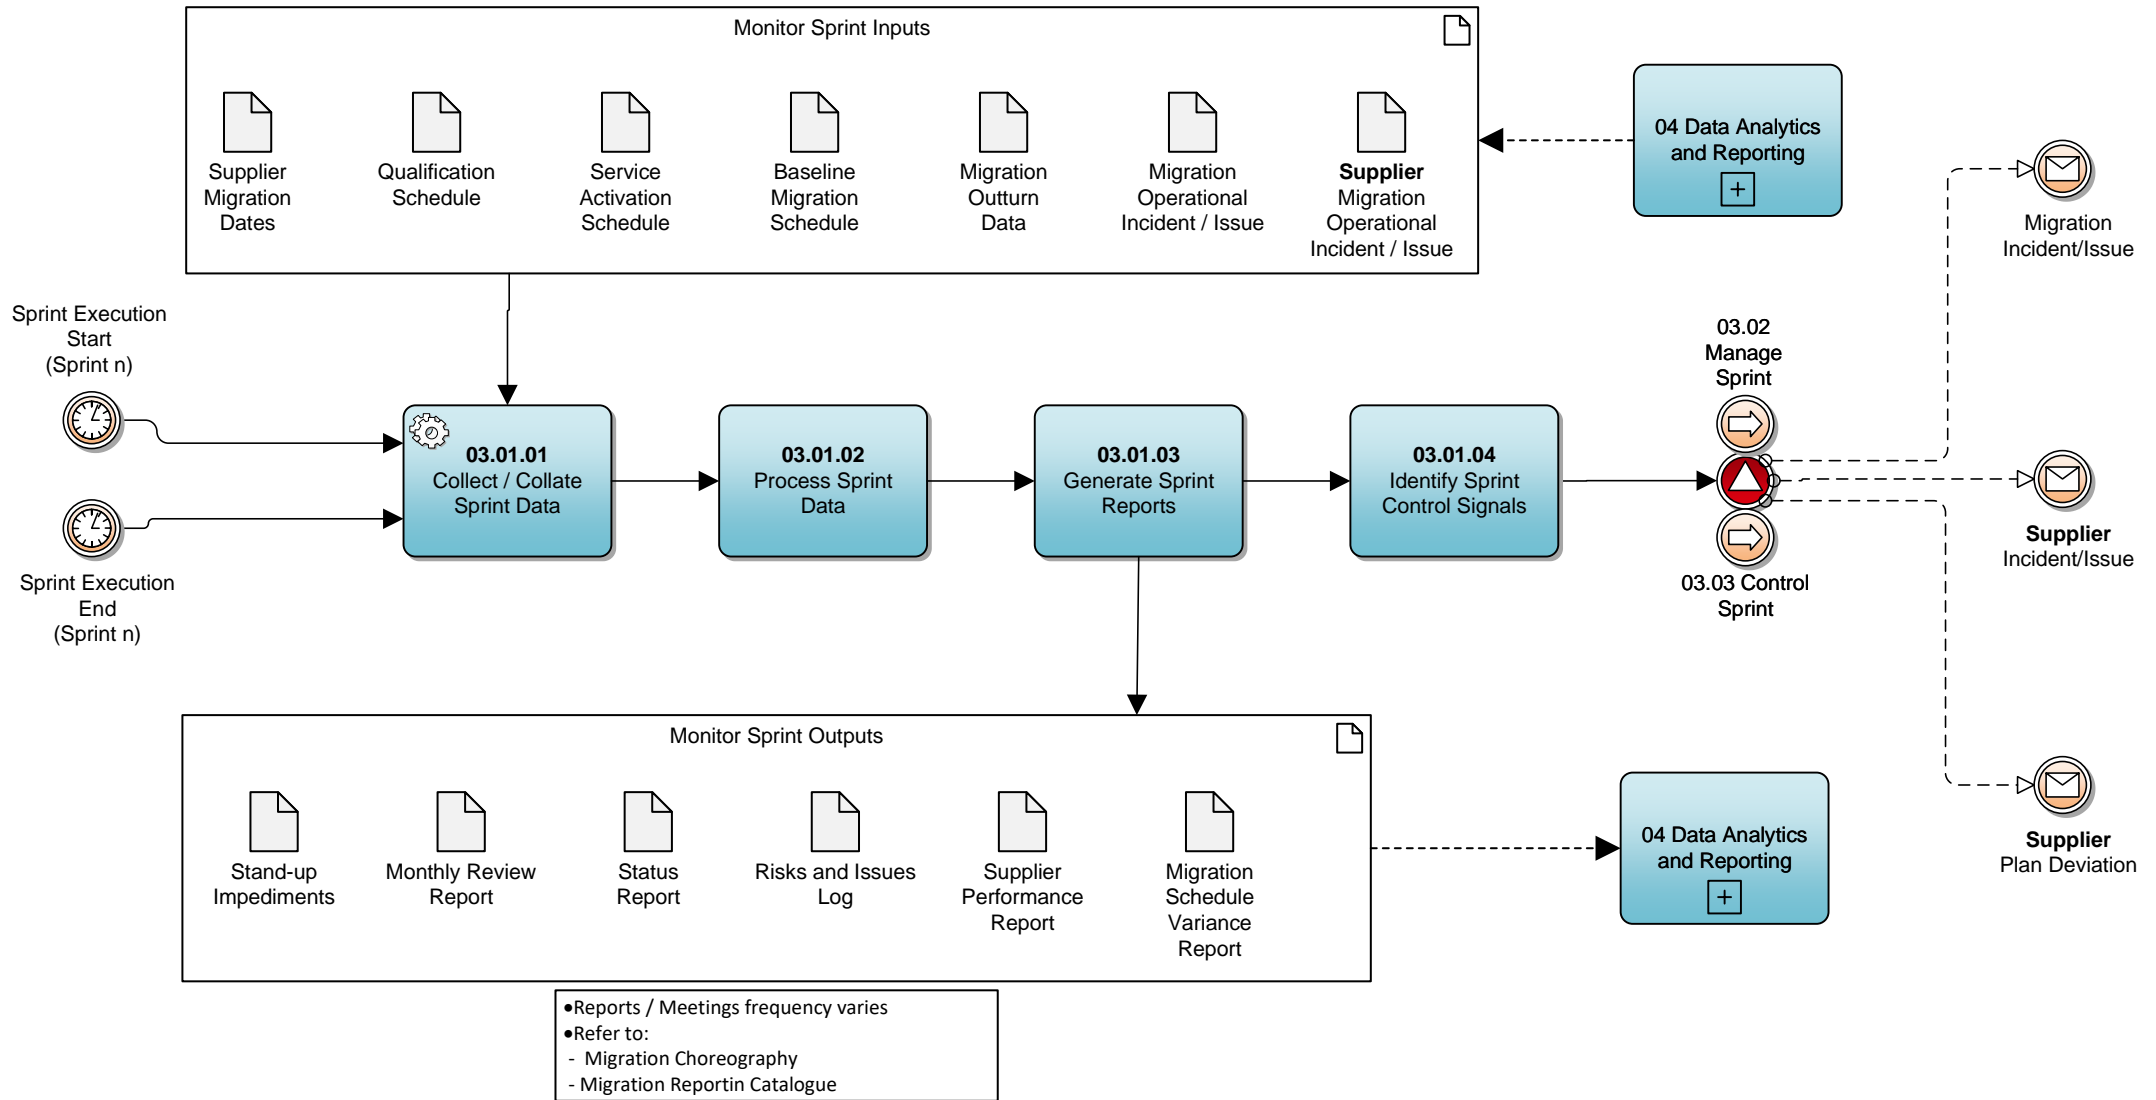 Monitor Sprint Inputs
Supplier
Migration
Dates
Qualification
Schedule
Service
Activation
Schedule
Baseline
Migration
Schedule
Migration
Outturn
Data
Migration
Operational
Incident / Issue
Supplier
Migration
Operational
Incident / Issue
04 Data Analytics
and Reporting
Migration
Incident/Issue
Sprint Execution
Start
(Sprint n)
Sprint Execution
End
(Sprint n)
03.01.01
Collect / Collate
Sprint Data
03.01.02
Process Sprint
Data
03.01.03
Generate Sprint
Reports
03.01.04
Identify Sprint
Control Signals
03.02
Manage
Sprint
03.03 Control
Sprint
Supplier
Incident/Issue
Monitor Sprint Outputs
Stand-up
Impediments
Monthly Review
Report
Status
Report
Risks and Issues
Log
Supplier
Performance
Report
Migration
Schedule
Variance
Report
04 Data Analytics
and Reporting
Supplier
Plan Deviation
•Reports / Meetings frequency varies
•Refer to:
- Migration Choreography
- Migration Reportin Catalogue